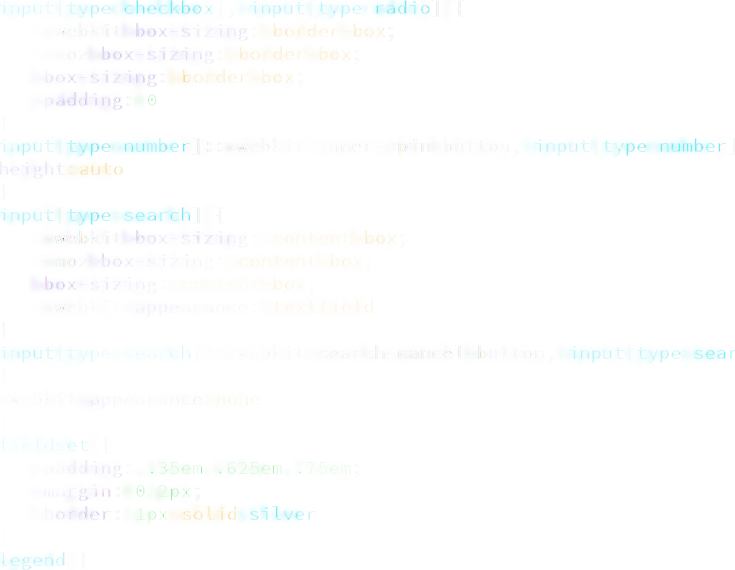 input[type=checkbox], input[type=radio] {
-webkit-box-sizing: border-box;
-moz-box-sizing: border-box;
box-sizing: border-box;
padding: 0
}
input[type=number]::-webkit-inner-spin-button, input[type=number]
height: auto
}
input[type=search] {
-webkit-box-sizing: content-box;
-moz-box-sizing: content-box;
box-sizing: content-box;
-webkit-appearance: textfield
}
input[type=search]::-webkit-search-cancel-button, input[type=sear
-webkit-appearance: none
fieldset {
padding: .35em .625em .75em;
margin: 0 2px;
border: 1px solid silver
}
legend {